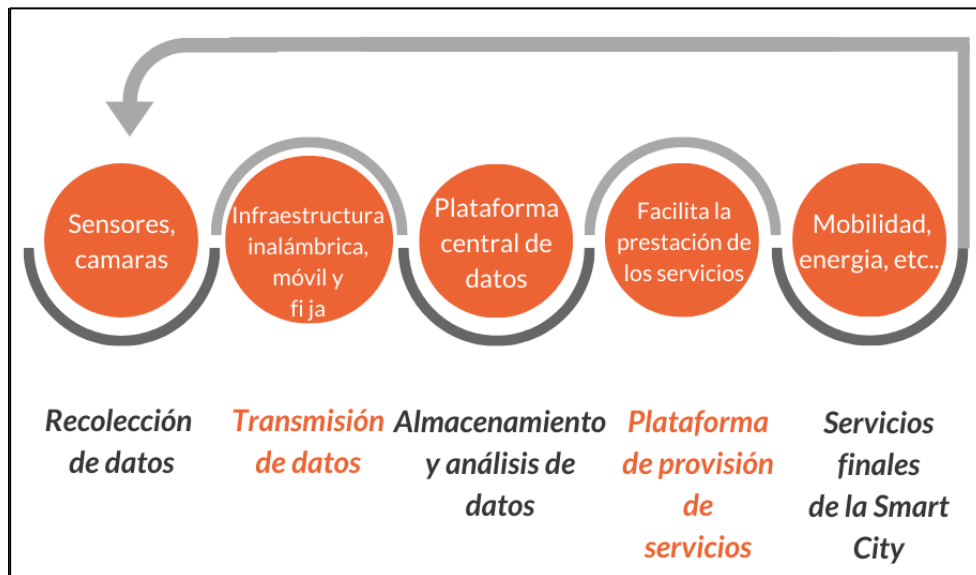 Sensores,
camaras
Infraestructura
inalámbrica,
móvil y
fi ja
Plataforma
central de
datos
Facilita la
prestación de
los servicios
Mobilidad,
energia, etc...
Recolección
de datos
Transmisión
de datos
Almacenamiento
y análisis de
datos
Plataforma
de provisión
de
servicios
Servicios
finales
de la Smart
City